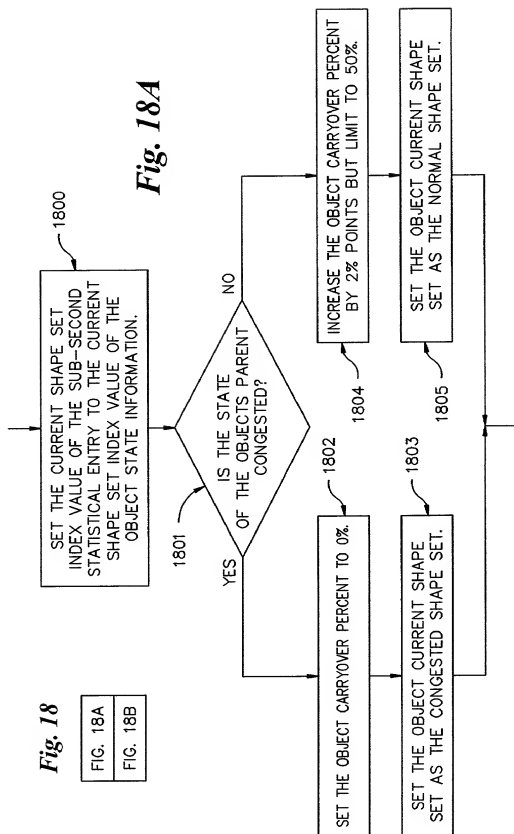 Fig. 18
FIG. 18A
FIG. 18B
Fig. 18A
1800
SET THE CURRENT SHAPE SET
INDEX VALUE OF THE SUB-SECOND
STATISTICAL ENTRY TO THE CURRENT
SHAPE SET INDEX VALUE OF THE
OBJECT STATE INFORMATION.
1801
IS THE STATE
OF THE OBJECTS PARENT
CONGESTED?
YES
NO
1802
SET THE OBJECT CARRYOVER PERCENT TO 0%.
1803
SET THE OBJECT CURRENT SHAPE
SET AS THE CONGESTED SHAPE SET.
INCREASE THE OBJECT CARRYOVER PERCENT
BY 2% POINTS BUT LIMIT TO 50%.
1804
SET THE OBJECT CURRENT SHAPE
SET AS THE NORMAL SHAPE SET.
1805